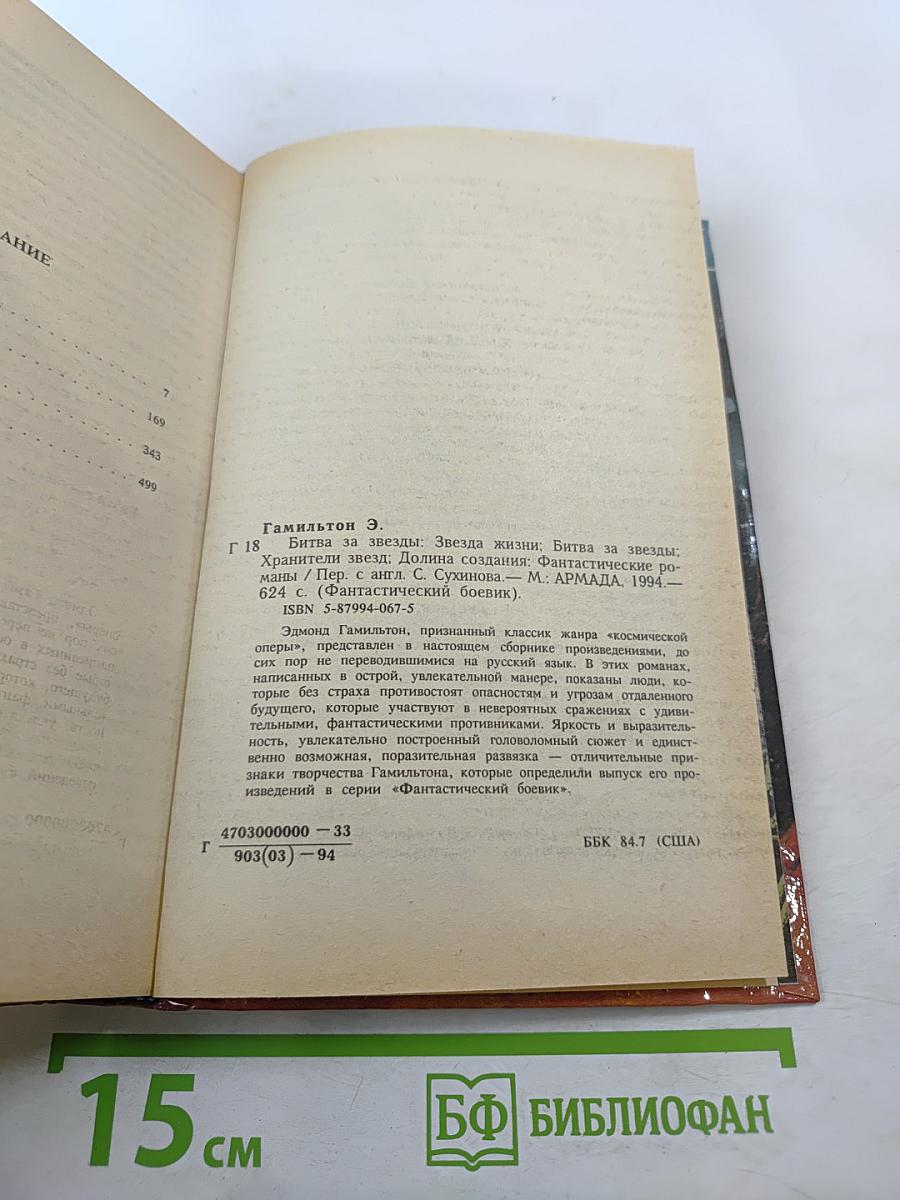 АНИЕ
7
169
343
499
Гамильтон Э.
Г 18 Битва за звезды: Звезда жизни; Битва за звезды;
Хранители звезд; Долина создания: Фантастические ро-
маны / Пер. с англ. С. Сухинова.— М.: АРМАДА, 1994.—
624 с. (Фантастический боевик).
ISBN 5-87994-067-5
Эдмонд Гамильтон, признанный классик жанра «космической
оперы», представлен в настоящем сборнике произведениями, до
сих пор не переводившимися на русский язык. В этих романах,
написанных в острой, увлекательной манере, показаны люди, ко-
торые без страха противостоят опасностям и угрозам отдаленного
будущего, которые участвуют в невероятных сражениях с удиви-
тельными, фантастическими противниками. Яркость и выразитель-
ность, увлекательно построенный головоломный сюжет и единст-
венно возможная, поразительная развязка — отличительные при-
знаки творчества Гамильтона, которые определили выпуск его про-
изведений в серии «Фантастический боевик».
Г 4703000000 — 33
903(03) — 94
ББК 84.7 (США)
15 см
БФ БИБЛИОФАН